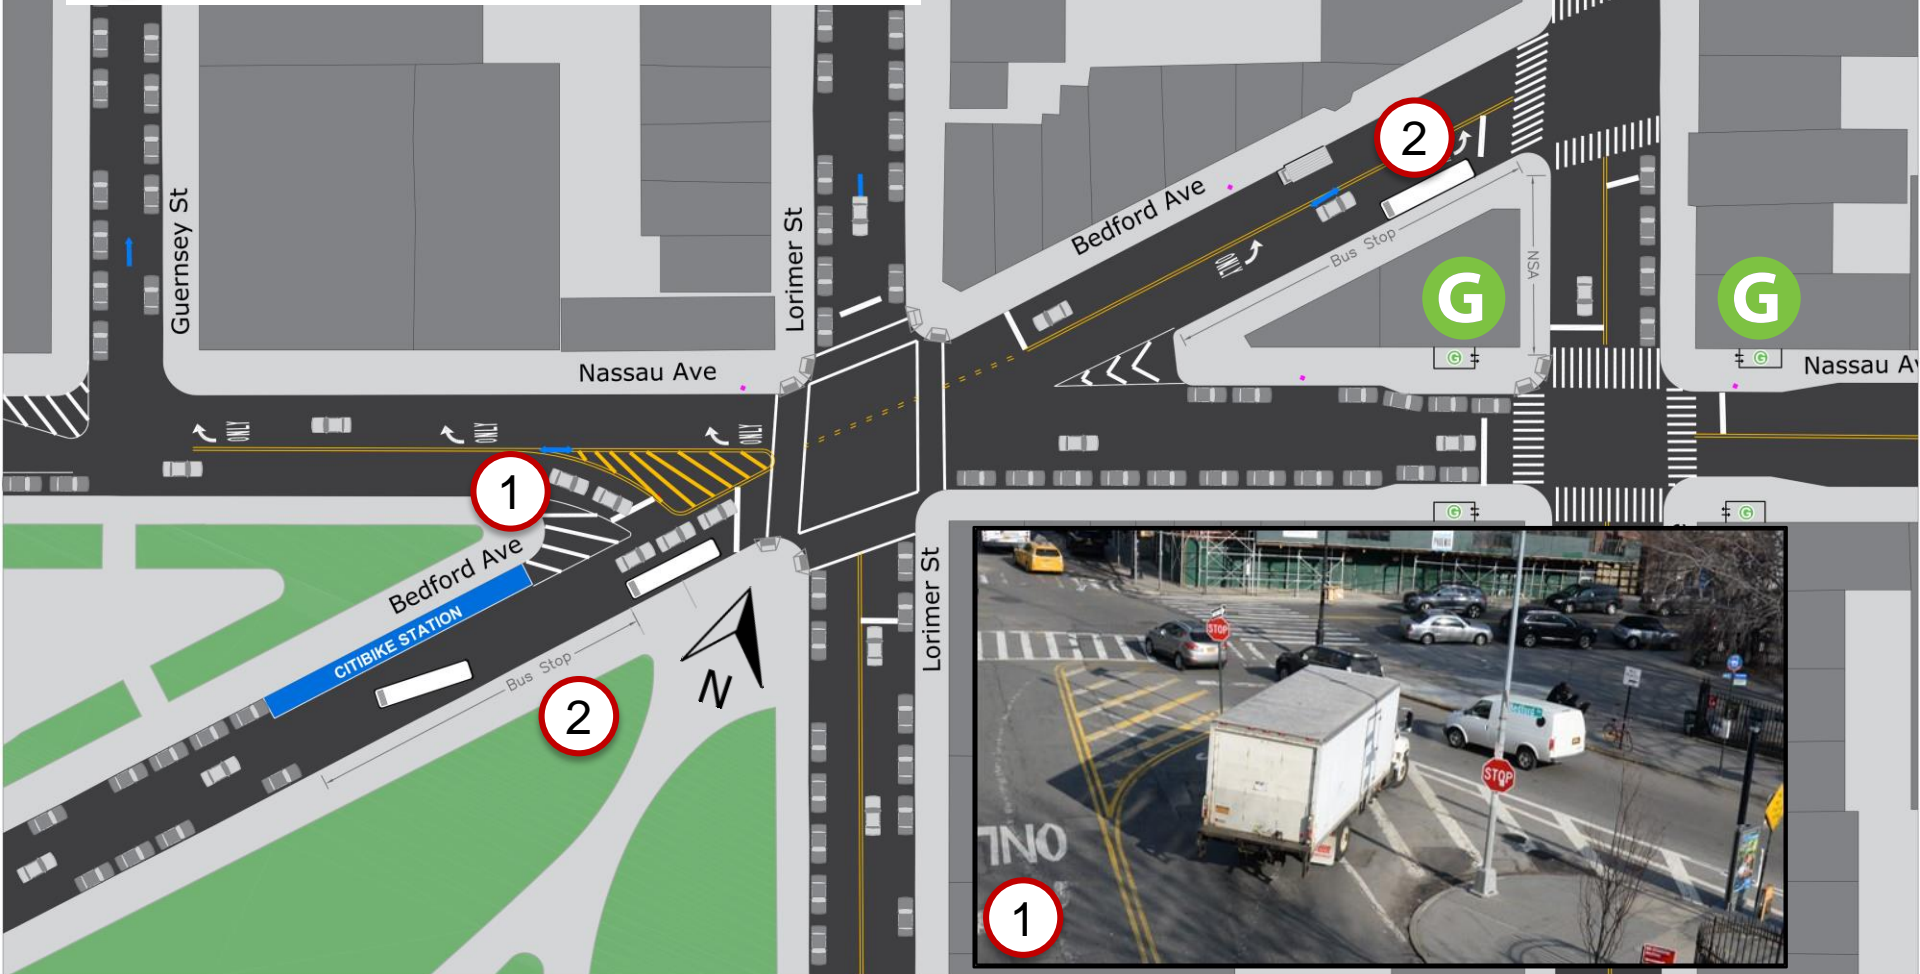 Guernsey St
Lorimer St
Bedford Ave
2
Bus Stop
NSA
G
G
Nassau Ave
Nassau Av
ONLY
ONLY
ONLY
ONLY
G
G
1
Bedford Ave
CITIBIKE STATION
Bus Stop
2
N
Lorimer St
G
G
STOP
STOP
ONL
1